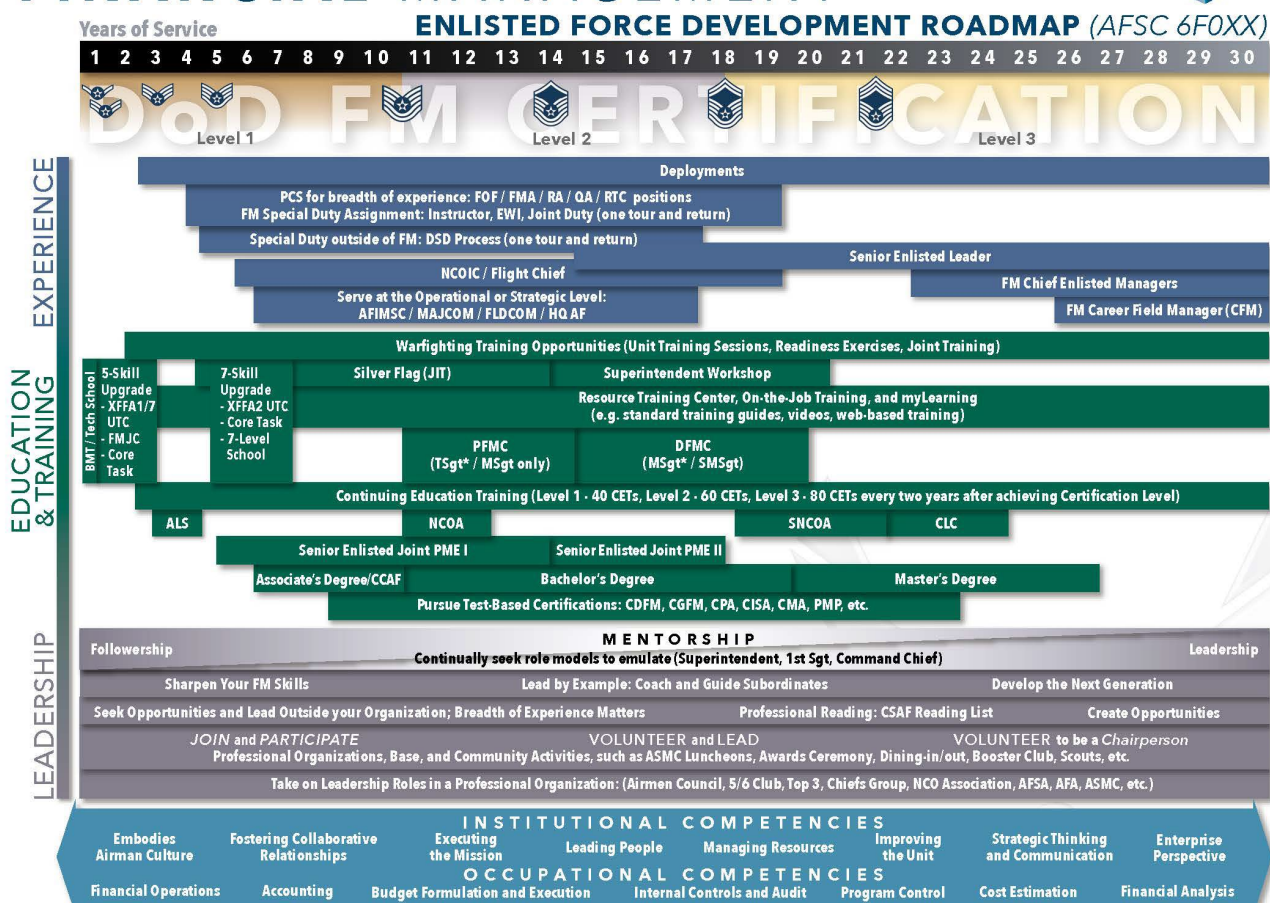 ENLISTED FORCE DEVELOPMENT ROADMAP (AFSC 6F0XX)
Years of Service
1 2 3 4 5 6 7 8 9 10 11 12 13 14 15 16 17 18 19 20 21 22 23 24 25 26 27 28 29 30
DoD FM CERTIFICATION
Level 1
Level 2
Level 3
EXPERIENCE
Deployments
PCS for breadth of experience: FOF / FMA / RA / QA / RTC positions
FM Special Duty Assignment: Instructor, EWI, Joint Duty (one tour and return)
Special Duty outside of FM: DSD Process (one tour and return)
Senior Enlisted Leader
NCOIC / Flight Chief
FM Chief Enlisted Managers
Serve at the Operational or Strategic Level:
AFIMSC / MAJCOM / FLDCOM / HQ AF
FM Career Field Manager (CFM)
EDUCATION
& TRAINING
Warfighting Training Opportunities (Unit Training Sessions, Readiness Exercises, Joint Training)
BMT / Tech School
5-Skill
Upgrade
- XFFA1/7
UTC
- FMJC
- Core
Task
7-Skill
Upgrade
- XFFA2 UTC
- Core Task
- 7-Level
School
Silver Flag (JIT)
Superintendent Workshop
Resource Training Center, On-the-Job Training, and myLearning
(e.g. standard training guides, videos, web-based training)
PFMC
(TSgt* / MSgt only)
DFMC
(MSgt* / SMSgt)
Continuing Education Training (Level 1 - 40 CETs, Level 2 - 60 CETs, Level 3 - 80 CETs every two years after achieving Certification Level)
ALS
NCOA
SNCOA
CLC
Senior Enlisted Joint PME I
Senior Enlisted Joint PME II
Associate's Degree/CCAF
Bachelor's Degree
Master's Degree
Pursue Test-Based Certifications: CDFM, CGFM, CPA, CISA, CMA, PMP, etc.
LEADERSHIP
MENTORSHIP
Followership
Leadership
Continually seek role models to emulate (Superintendent, 1st Sgt, Command Chief)
Sharpen Your FM Skills
Lead by Example: Coach and Guide Subordinates
Develop the Next Generation
Seek Opportunities and Lead Outside your Organization; Breadth of Experience Matters
Professional Reading: CSAF Reading List
Create Opportunities
JOIN and PARTICIPATE
VOLUNTEER and LEAD
VOLUNTEER to be a Chairperson
Professional Organizations, Base, and Community Activities, such as ASMC Luncheons, Awards Ceremony, Dining-in/out, Booster Club, Scouts, etc.
Take on Leadership Roles in a Professional Organization: (Airmen Council, 5/6 Club, Top 3, Chiefs Group, NCO Association, AFSA, AFA, ASMC, etc.)
INSTITUTIONAL COMPETENCIES
Embodies
Airman Culture
Fostering Collaborative
Relationships
Executing
the Mission
Leading People
Managing Resources
Improving
the Unit
Strategic Thinking
and Communication
Enterprise
Perspective
OCCUPATIONAL COMPETENCIES
Financial Operations
Accounting
Budget Formulation and Execution
Internal Controls and Audit
Program Control
Cost Estimation
Financial Analysis